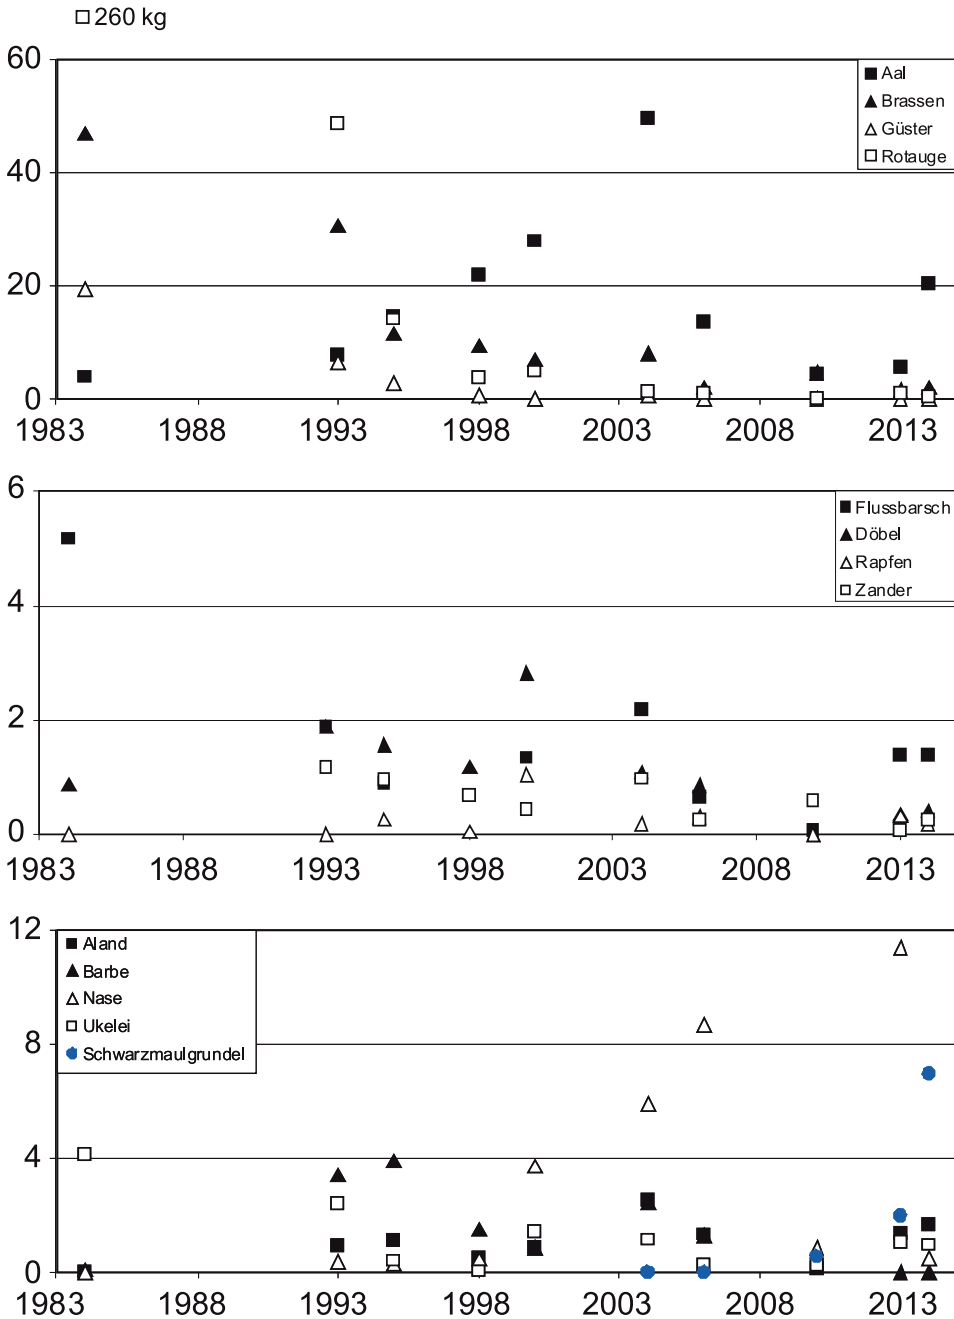 260 kg
60
40
20
0
Aal
Brassen
Güster
Rotauge
1983 1988 1993 1998 2003 2008 2013
6
4
2
0
Flussbarsch
Döbel
Rapfen
Zander
1983 1988 1993 1998 2003 2008 2013
12
8
4
0
Aland
Barbe
Nase
Ukelei
Schwarzmaulgrundel
1983 1988 1993 1998 2003 2008 2013